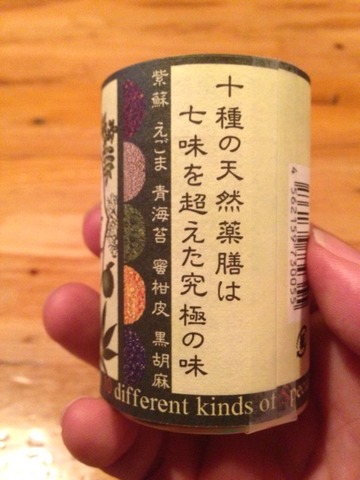 十種の天然薬膳は
七味を超えた究極の味
紫蘇 えごま 青海苔 蜜柑皮 黒胡麻
different kinds of
4562159730055